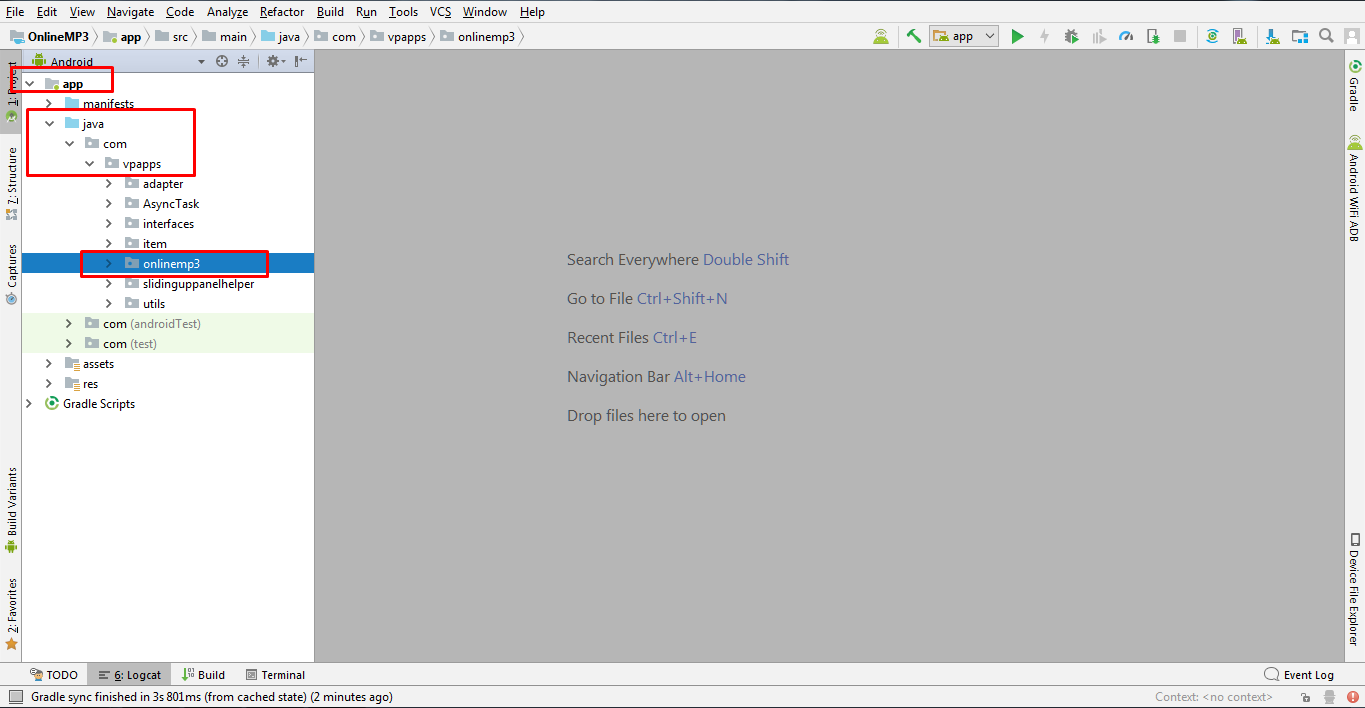 File Edit View Navigate Code Analyze Refactor Build Run Tools VCS Window Help
OnlineMP3 app src main java com vpapps onlinemp3 app
Android
app
manifests
java
com
vpapps
adapter
AsyncTask
interfaces
item
onlinemp3
slidinguppanelhelper
utils
com (androidTest)
com (test)
assets
res
Gradle Scripts
1: Project
7: Structure
Captures
Build Variants
2: Favorites
Search Everywhere Double Shift
Go to File Ctrl+Shift+N
Recent Files Ctrl+E
Navigation Bar Alt+Home
Drop files here to open
Gradle
Android WiFi ADB
Device File Explorer
TODO 6: Logcat Build Terminal Event Log
Gradle sync finished in 3s 801ms (from cached state) (2 minutes ago) Context: <no context>